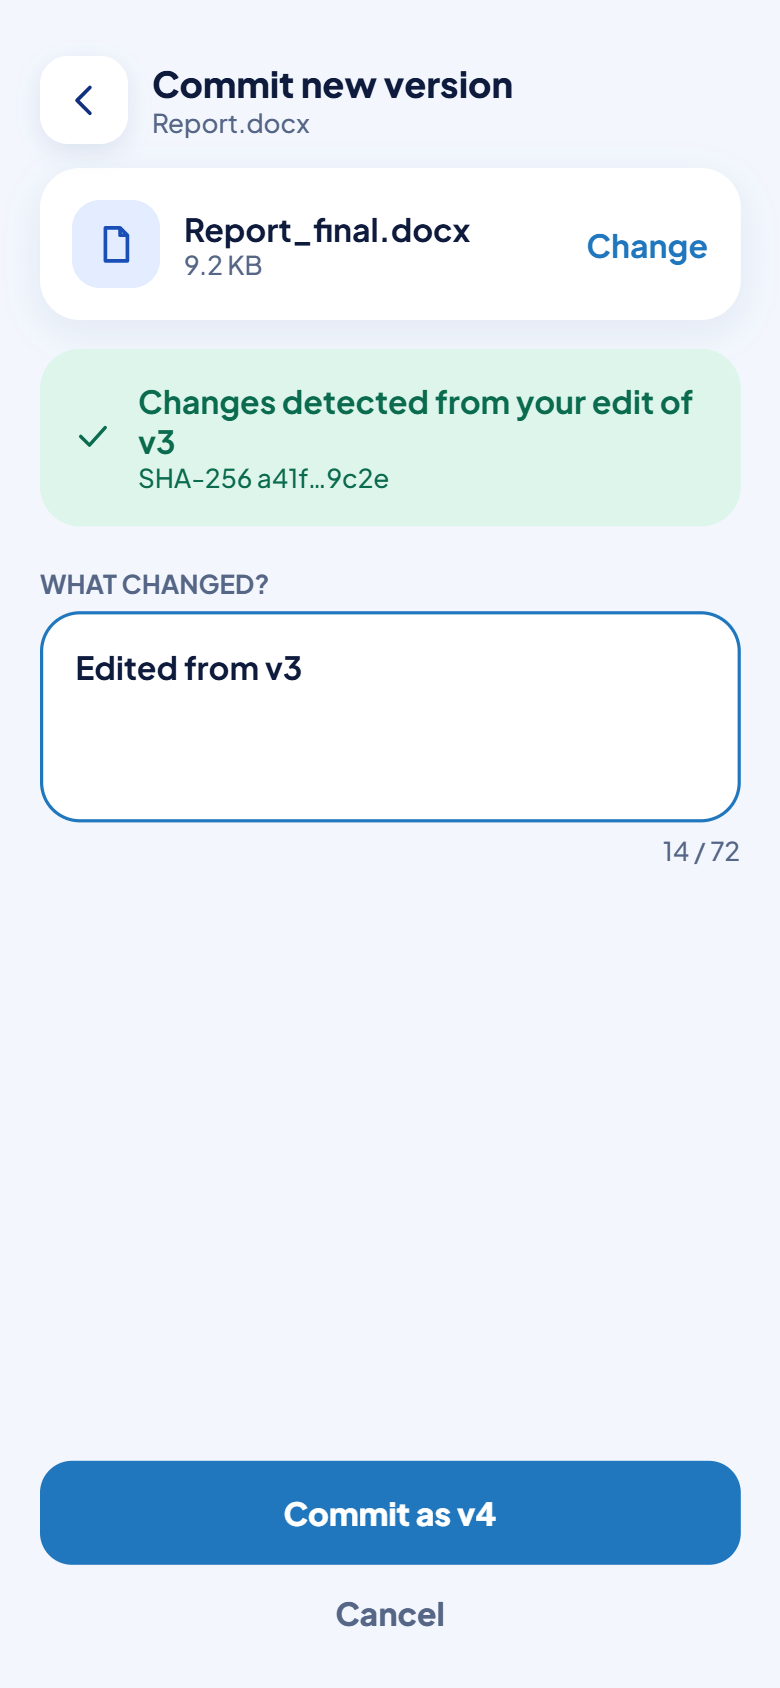 Commit new version
Report.docx
Report_final.docx
9.2 KB
Change
Changes detected from your edit of
v3
SHA-256 a41f…9c2e
WHAT CHANGED?
Edited from v3
14 / 72
Commit as v4
Cancel